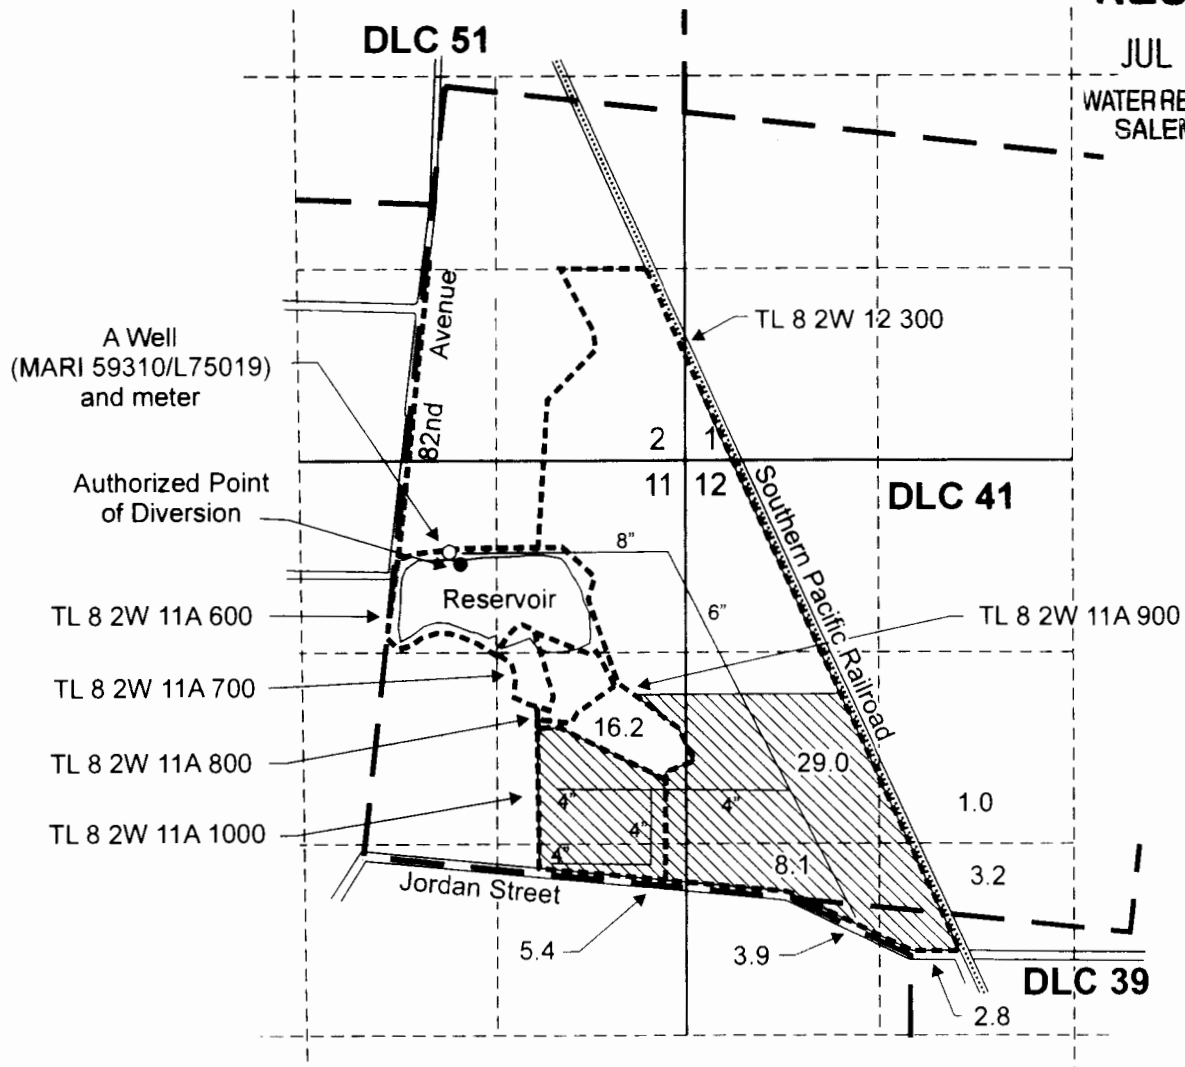 DLC 51
JUL
WATER RE
SALEM
TL 8 2W 12 300
A Well
(MARI 59310/L75019)
and meter
82nd Avenue
2 1
11 12
DLC 41
Authorized Point
of Diversion
Southern Pacific Railroad
8"
6"
Reservoir
TL 8 2W 11A 600
TL 8 2W 11A 900
TL 8 2W 11A 700
16.2
TL 8 2W 11A 800
29.0
1.0
4"
4"
4"
TL 8 2W 11A 1000
4"
8.1
3.2
Jordan Street
5.4
3.9
DLC 39
2.8